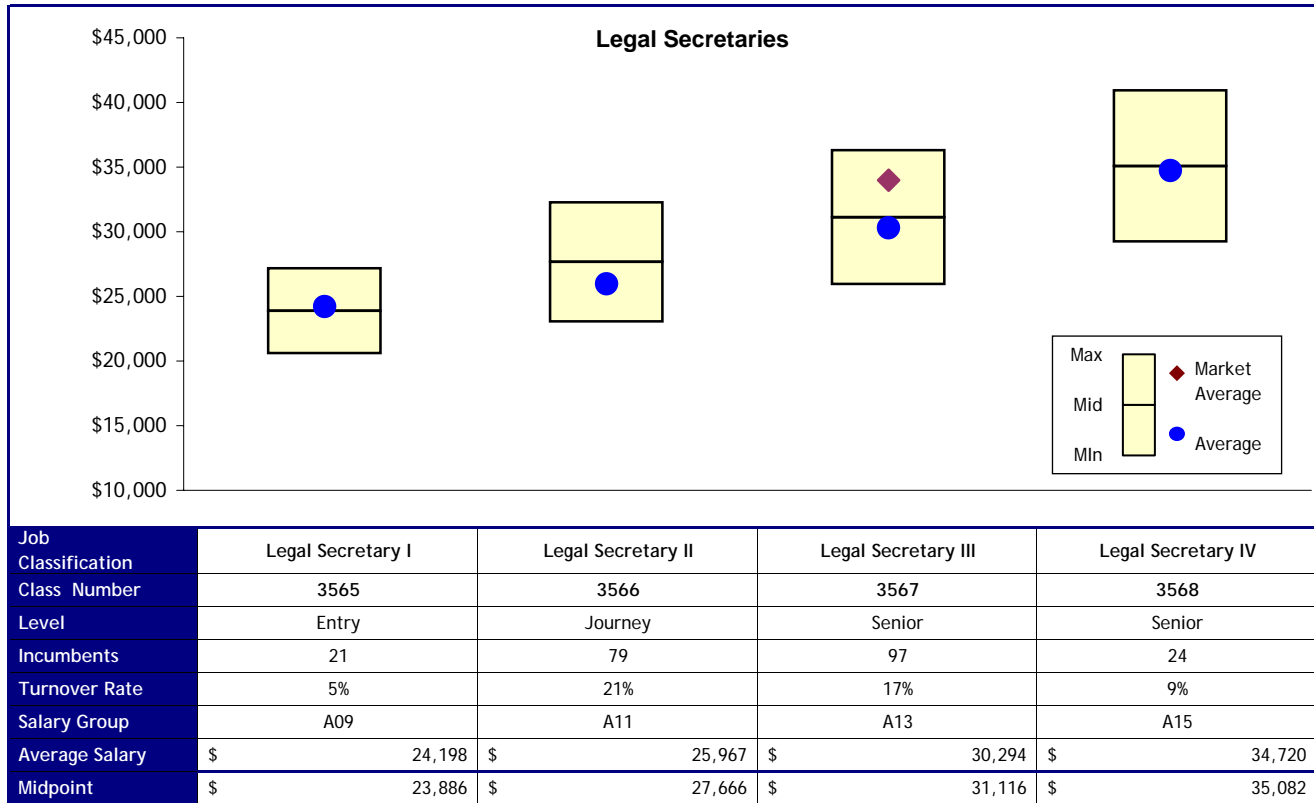 Legal Secretaries
$45,000
$40,000
$35,000
$30,000
$25,000
$20,000
$15,000
$10,000
Max
Mid
MIn
Market
Average
Average
Job
Classification Legal Secretary I Legal Secretary II Legal Secretary III Legal Secretary IV
Class Number 3565 3566 3567 3568
Level Entry Journey Senior Senior
Incumbents 21 79 97 24
Turnover Rate 5% 21% 17% 9%
Salary Group A09 A11 A13 A15
Average Salary $ 24,198 $ 25,967 $ 30,294 $ 34,720
Midpoint $ 23,886 $ 27,666 $ 31,116 $ 35,082